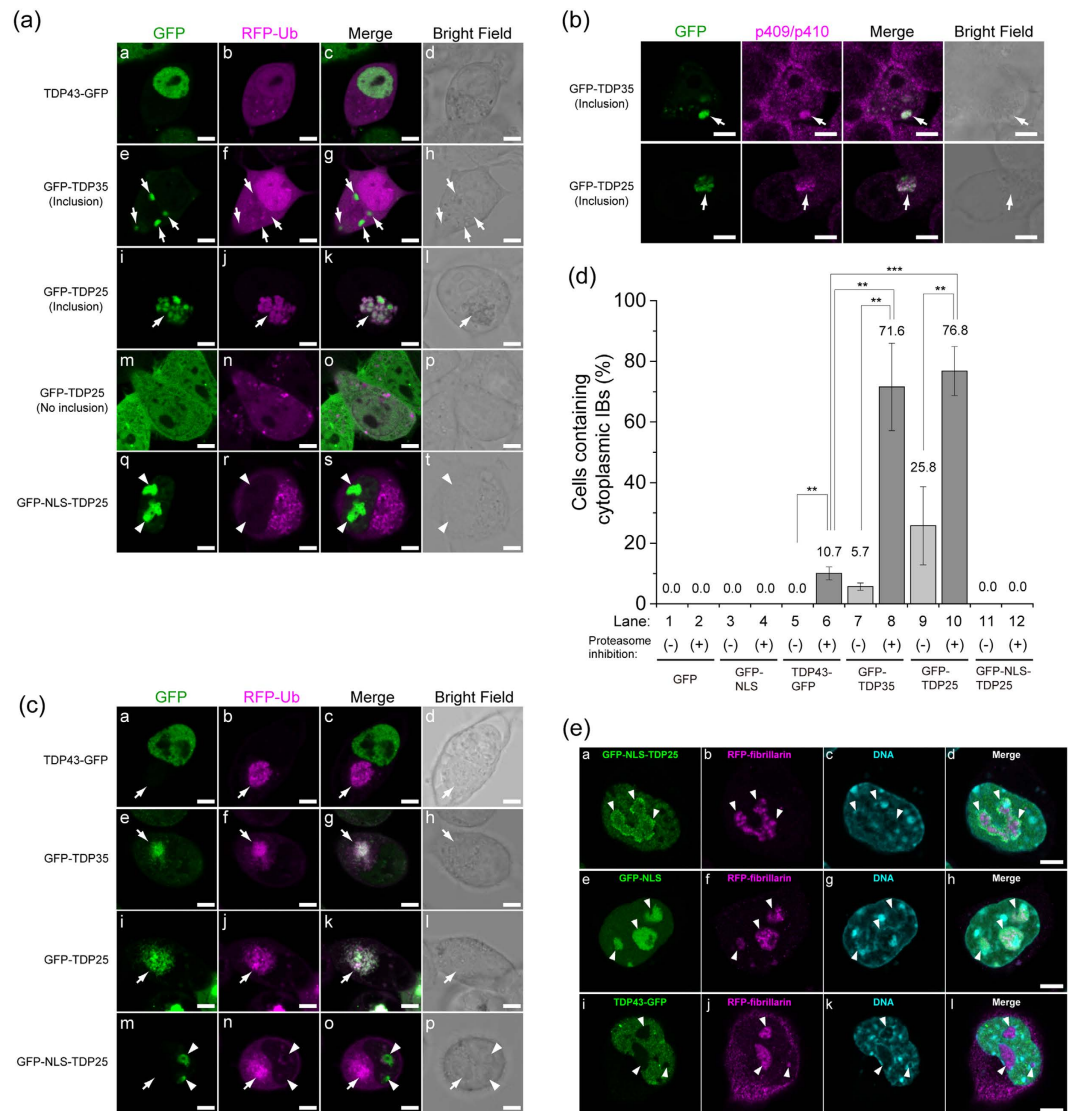 (a)
GFP RFP-Ub Merge Bright Field
a b c d
TDP43-GFP
e f g h
GFP-TDP35
(Inclusion)
i j k l
GFP-TDP25
(Inclusion)
m n o p
GFP-TDP25
(No inclusion)
q r s t
GFP-NLS-TDP25
(b)
GFP p409/p410 Merge Bright Field
GFP-TDP35
(Inclusion)
GFP-TDP25
(Inclusion)
(c)
GFP RFP-Ub Merge Bright Field
a b c d
TDP43-GFP
e f g h
GFP-TDP35
i j k l
GFP-TDP25
m n o p
GFP-NLS-TDP25
(d)
Cells containing
cytoplasmic IBs (%)
100
80
60
40
20
0
***
**
**
**
**
0.0 0.0 0.0 0.0 0.0 10.7 5.7 71.6 25.8 76.8 0.0 0.0
Lane: 1 2 3 4 5 6 7 8 9 10 11 12
Proteasome
inhibition:
(-) (+) (-) (+) (-) (+) (-) (+) (-) (+) (-) (+)
GFP
GFP-
NLS
TDP43-
GFP
GFP-
TDP35
GFP-
TDP25
GFP-NLS-
TDP25
(e)
a GFP-NLS-TDP25 b RFP-fibrillarin c DNA d Merge
e GFP-NLS f RFP-fibrillarin g DNA h Merge
i TDP43-GFP j RFP-fibrillarin k DNA l Merge